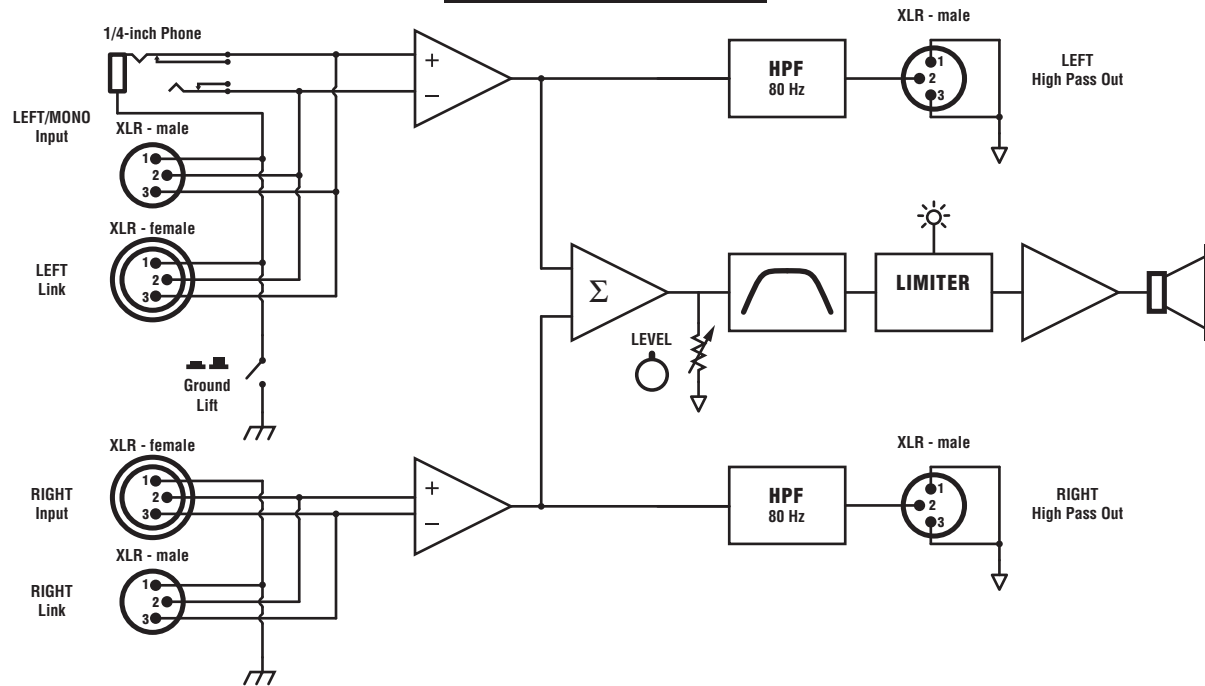 1/4-inch Phone
LEFT/MONO
Input
XLR - male
1
2
3
XLR - female
LEFT
Link
1
2
3
Ground
Lift
+
−
HPF
80 Hz
XLR - male
1
2
3
LEFT
High Pass Out
Σ
LEVEL
LIMITER
XLR - female
RIGHT
Input
1
2
3
XLR - male
RIGHT
Link
1
2
3
+
−
HPF
80 Hz
XLR - male
1
2
3
RIGHT
High Pass Out